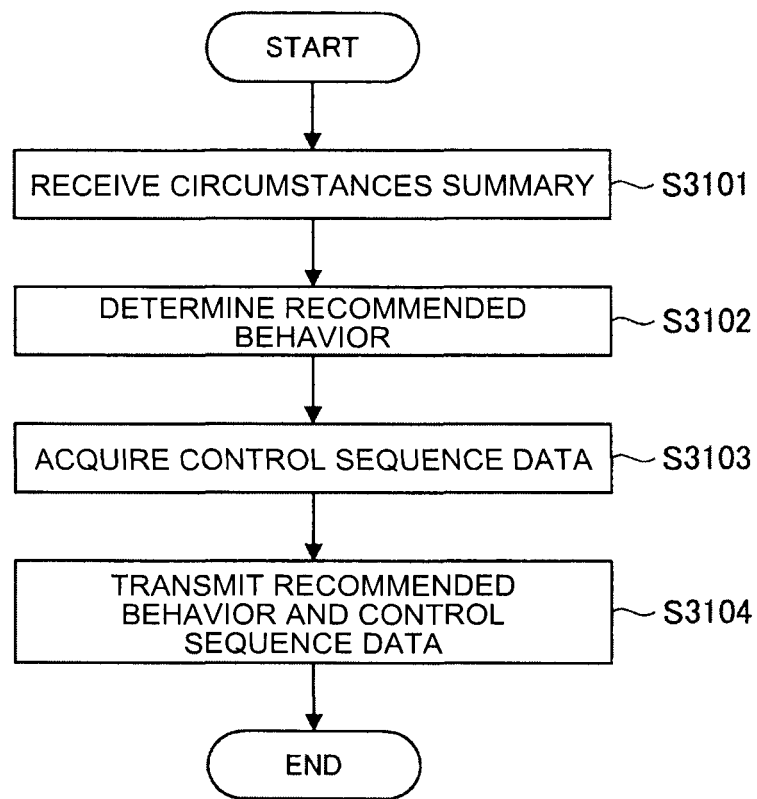 START
RECEIVE CIRCUMSTANCES SUMMARY
S3101
DETERMINE RECOMMENDED
BEHAVIOR
S3102
ACQUIRE CONTROL SEQUENCE DATA
S3103
TRANSMIT RECOMMENDED
BEHAVIOR AND CONTROL
SEQUENCE DATA
S3104
END